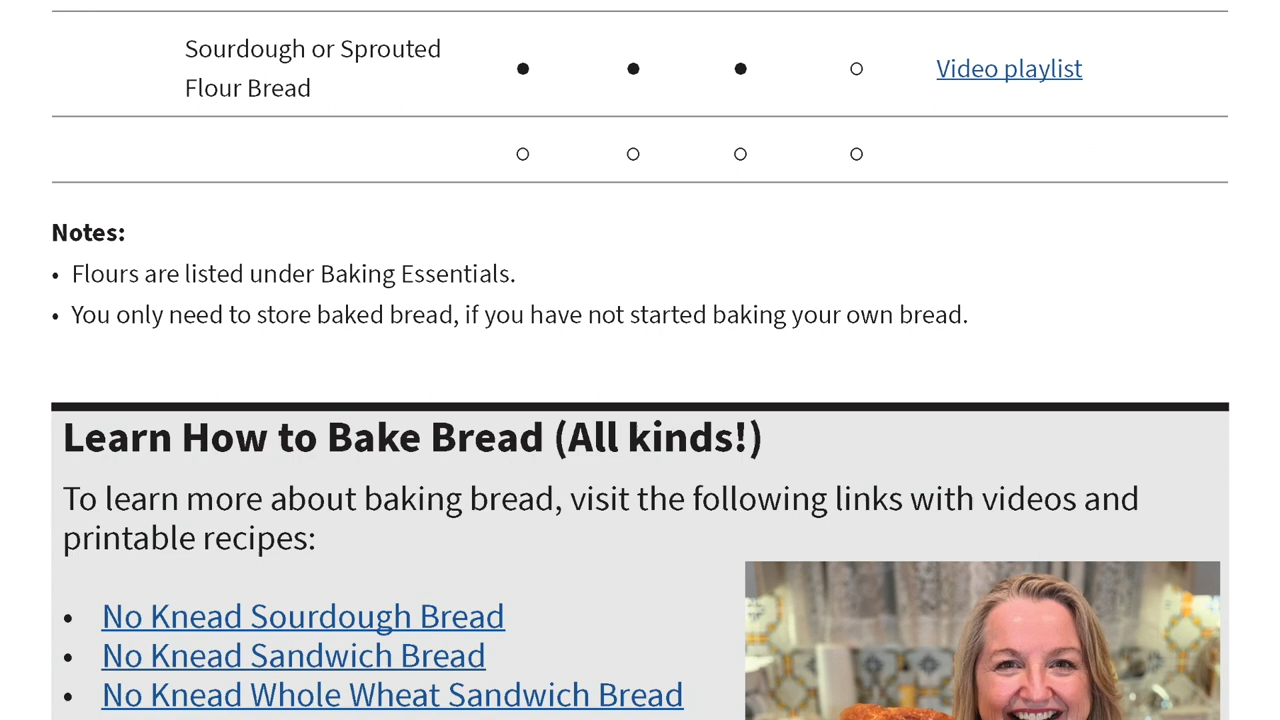 Sourdough or Sprouted
Flour Bread
Video playlist
Notes:
• Flours are listed under Baking Essentials.
• You only need to store baked bread, if you have not started baking your own bread.
Learn How to Bake Bread (All kinds!)
To learn more about baking bread, visit the following links with videos and
printable recipes:
• No Knead Sourdough Bread
• No Knead Sandwich Bread
• No Knead Whole Wheat Sandwich Bread